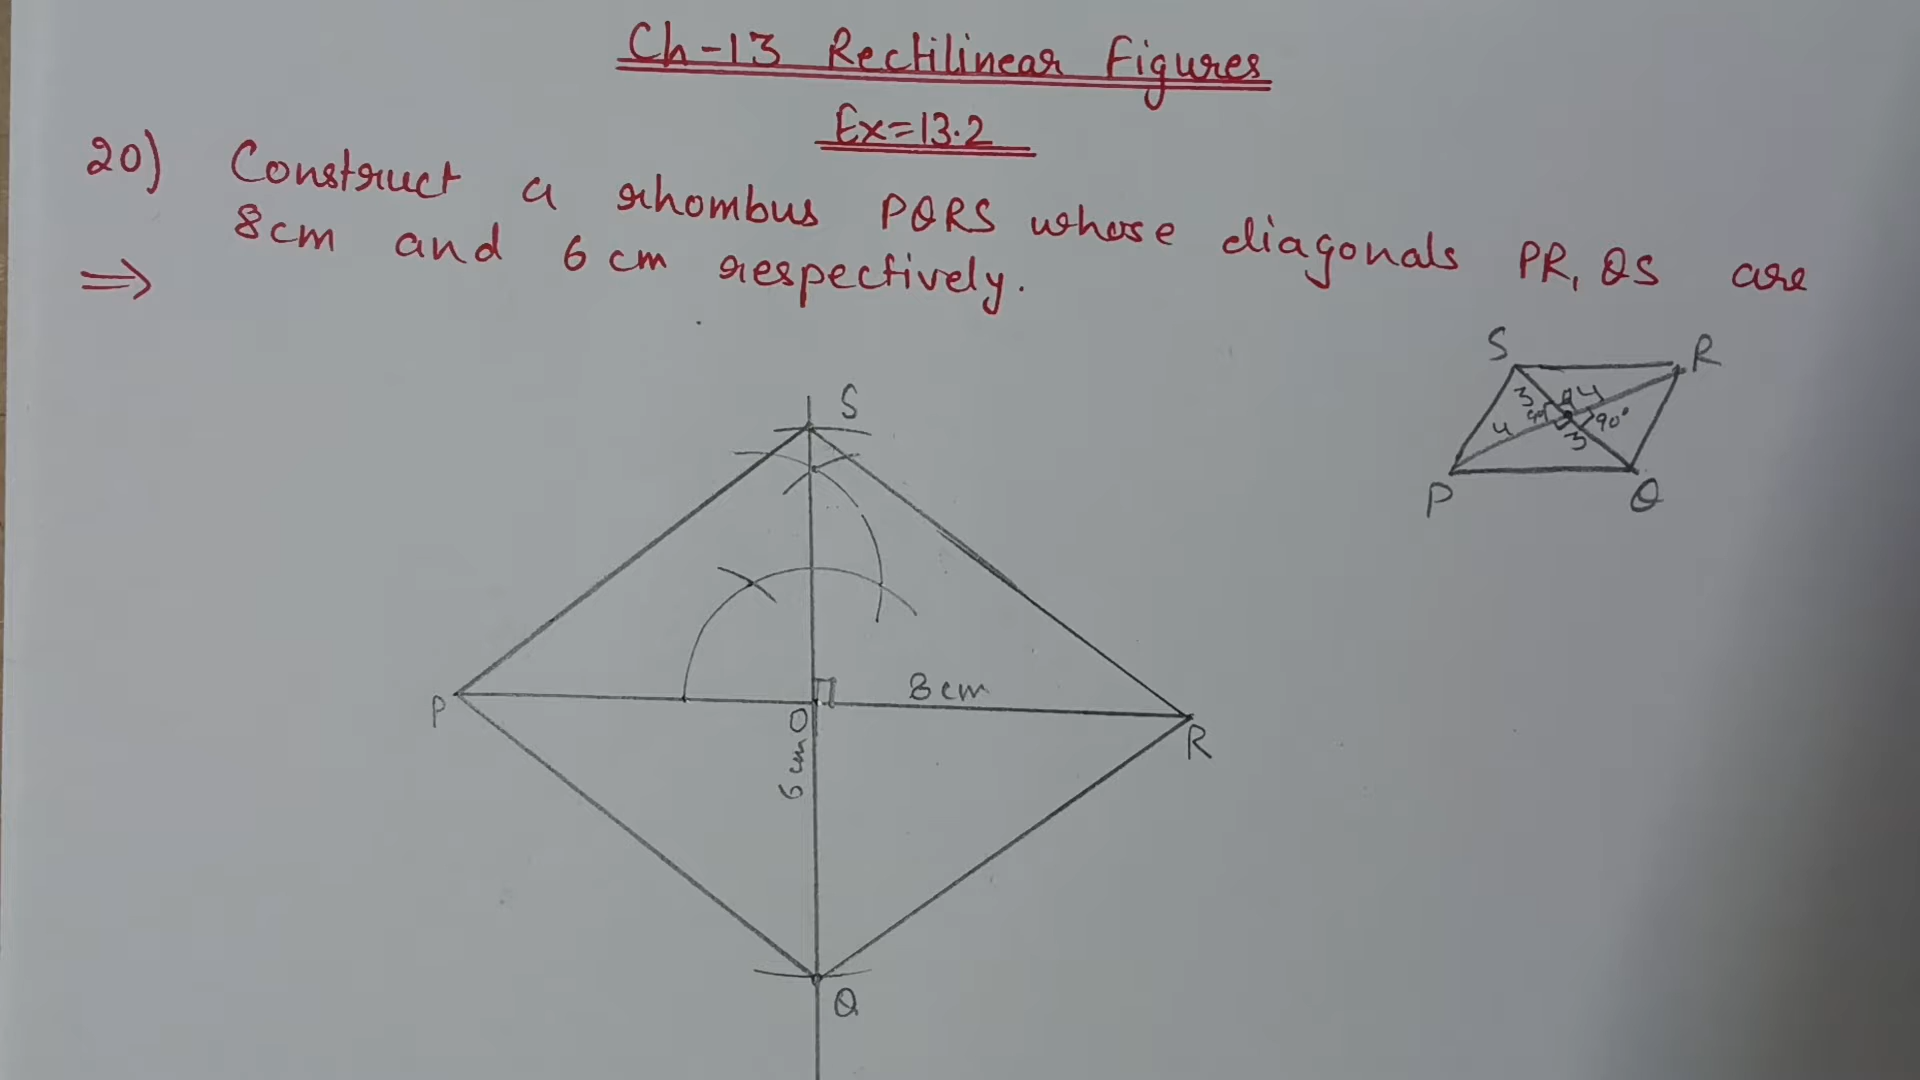 Ch-13 Rectilinear Figures
Ex=13.2
20) Construct a rhombus PQRS whose diagonals PR, QS are
8cm and 6 cm respectively.
⇒
S R
3 4
90° 90°
4 3
P Q
S
P 8cm
O
R
6cm
Q